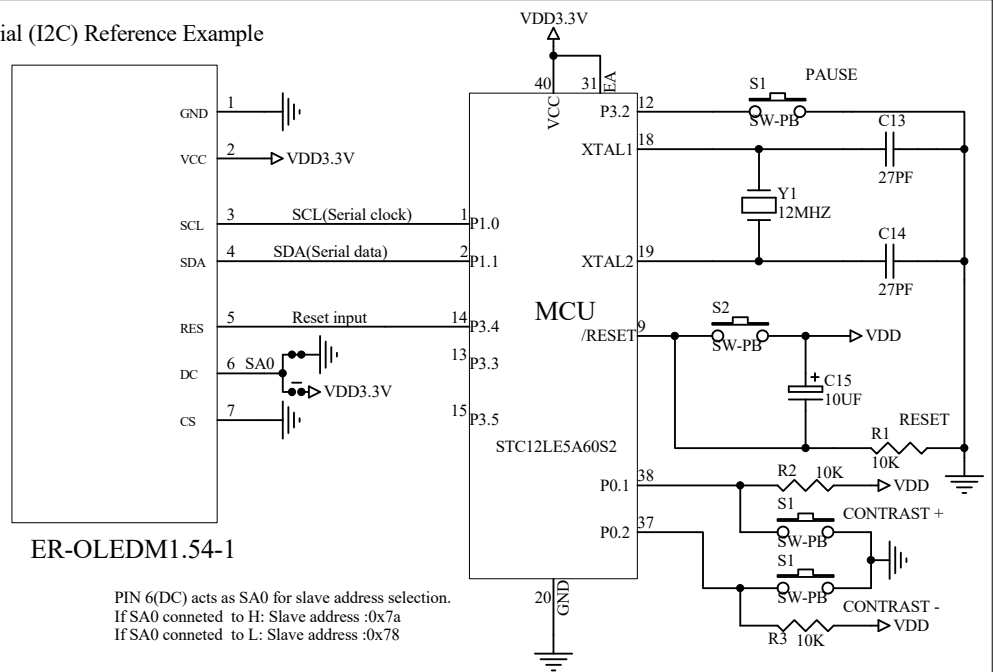 ial (I2C) Reference Example
VDD3.3V
40
VCC
31
EA
GND 1
VCC 2 VDD3.3V
SCL 3 SCL(Serial clock) 1 P1.0
SDA 4 SDA(Serial data) 2 P1.1
RES 5 Reset input 14 P3.4
13 P3.3
DC 6 SA0
VDD3.3V
CS 7
15 P3.5
ER-OLEDM1.54-1
MCU
STC12LE5A60S2
P3.2 12
S1 PAUSE
SW-PB
XTAL1 18
C13
27PF
Y1
12MHZ
XTAL2 19
C14
27PF
/RESET 9
S2
SW-PB
VDD
+
C15
10UF
RESET
R1
10K
P0.1 38
R2 10K
VDD
S1
CONTRAST +
SW-PB
P0.2 37
S1
SW-PB
CONTRAST -
R3 10K
VDD
20
GND
PIN 6(DC) acts as SA0 for slave address selection.
If SA0 conneted to H: Slave address :0x7a
If SA0 conneted to L: Slave address :0x78